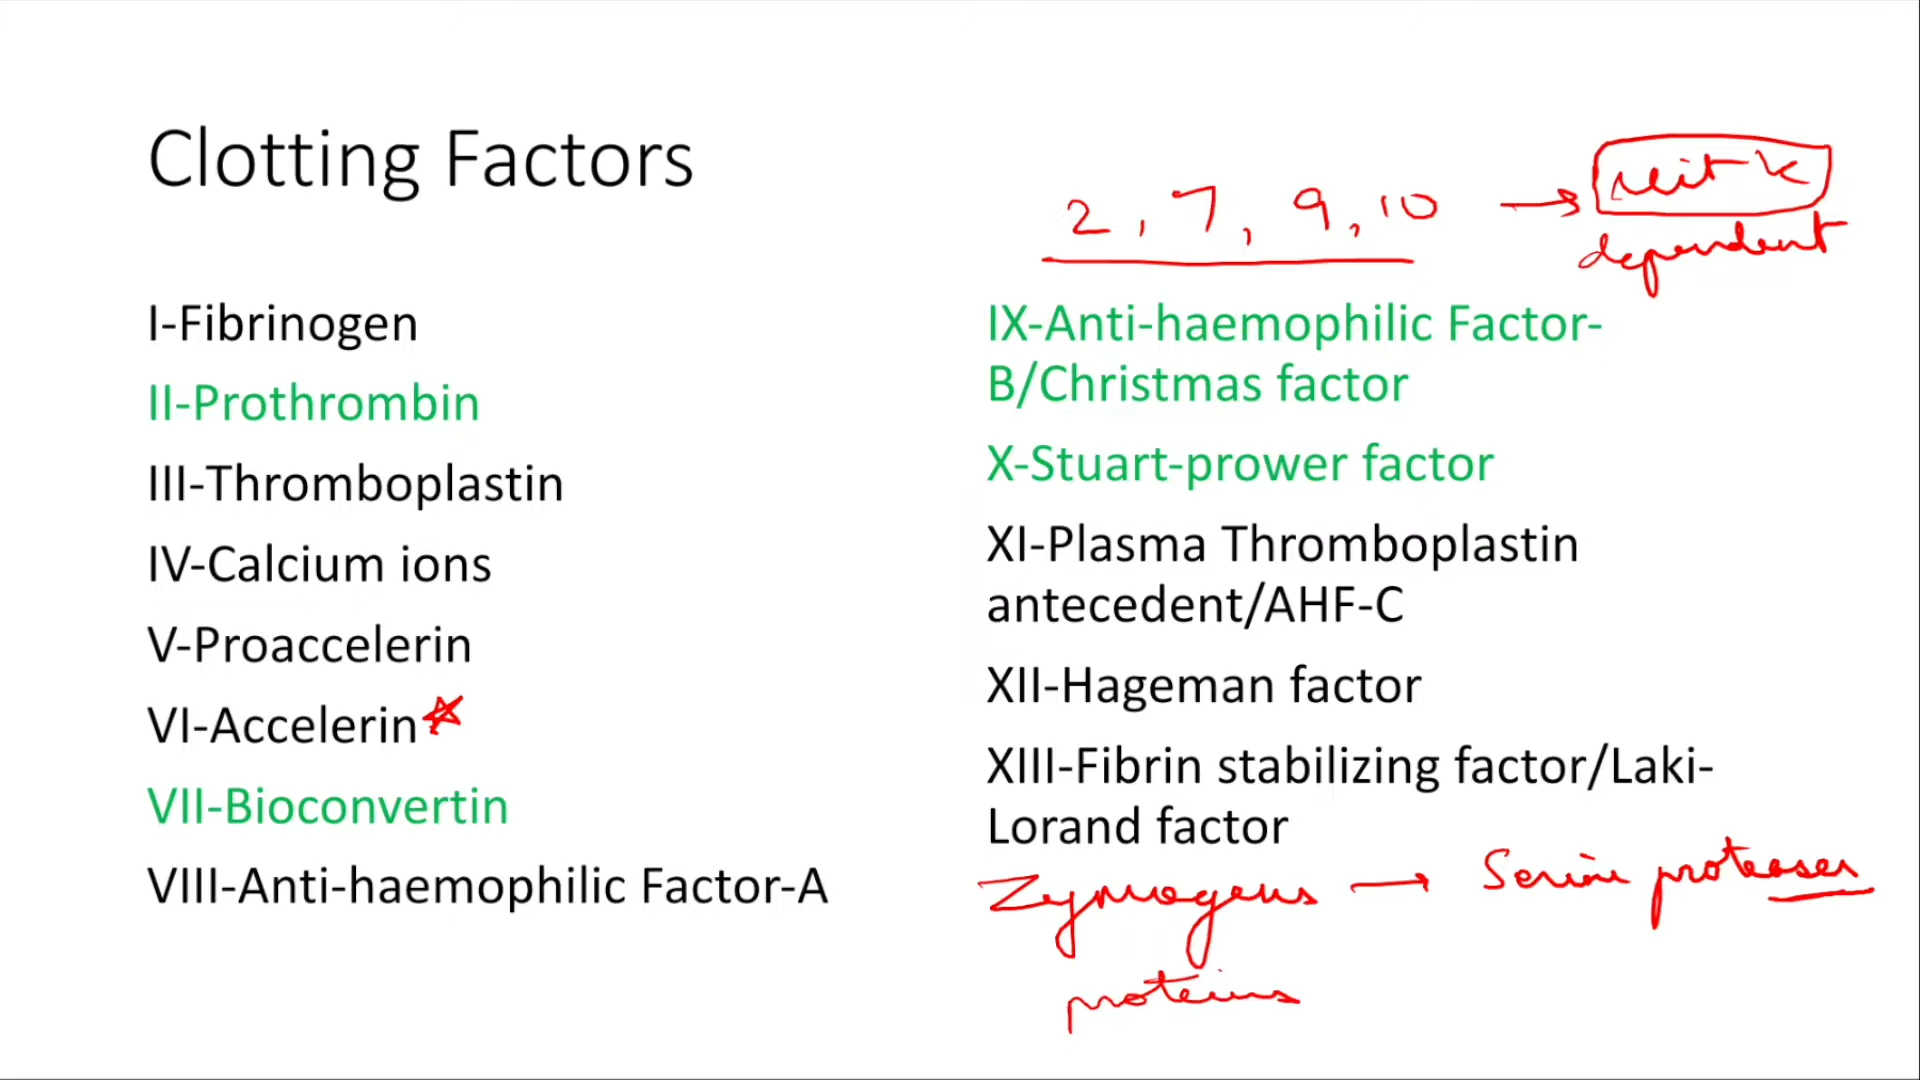 Clotting Factors
2, 7, 9, 10 → vit K
dependent
I-Fibrinogen
II-Prothrombin
III-Thromboplastin
IV-Calcium ions
V-Proaccelerin
VI-Accelerin
VII-Bioconvertin
VIII-Anti-haemophilic Factor-A
IX-Anti-haemophilic Factor-
B/Christmas factor
X-Stuart-prower factor
XI-Plasma Thromboplastin
antecedent/AHF-C
XII-Hageman factor
XIII-Fibrin stabilizing factor/Laki-
Lorand factor
Zymogens → Serine proteases
proteins